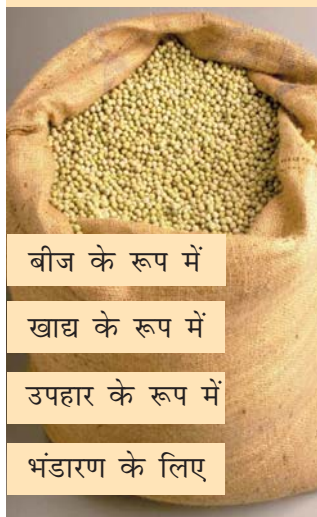 बीज के रूप में
खाद्य के रूप में
उपहार के रूप में
भंडारण के लिए